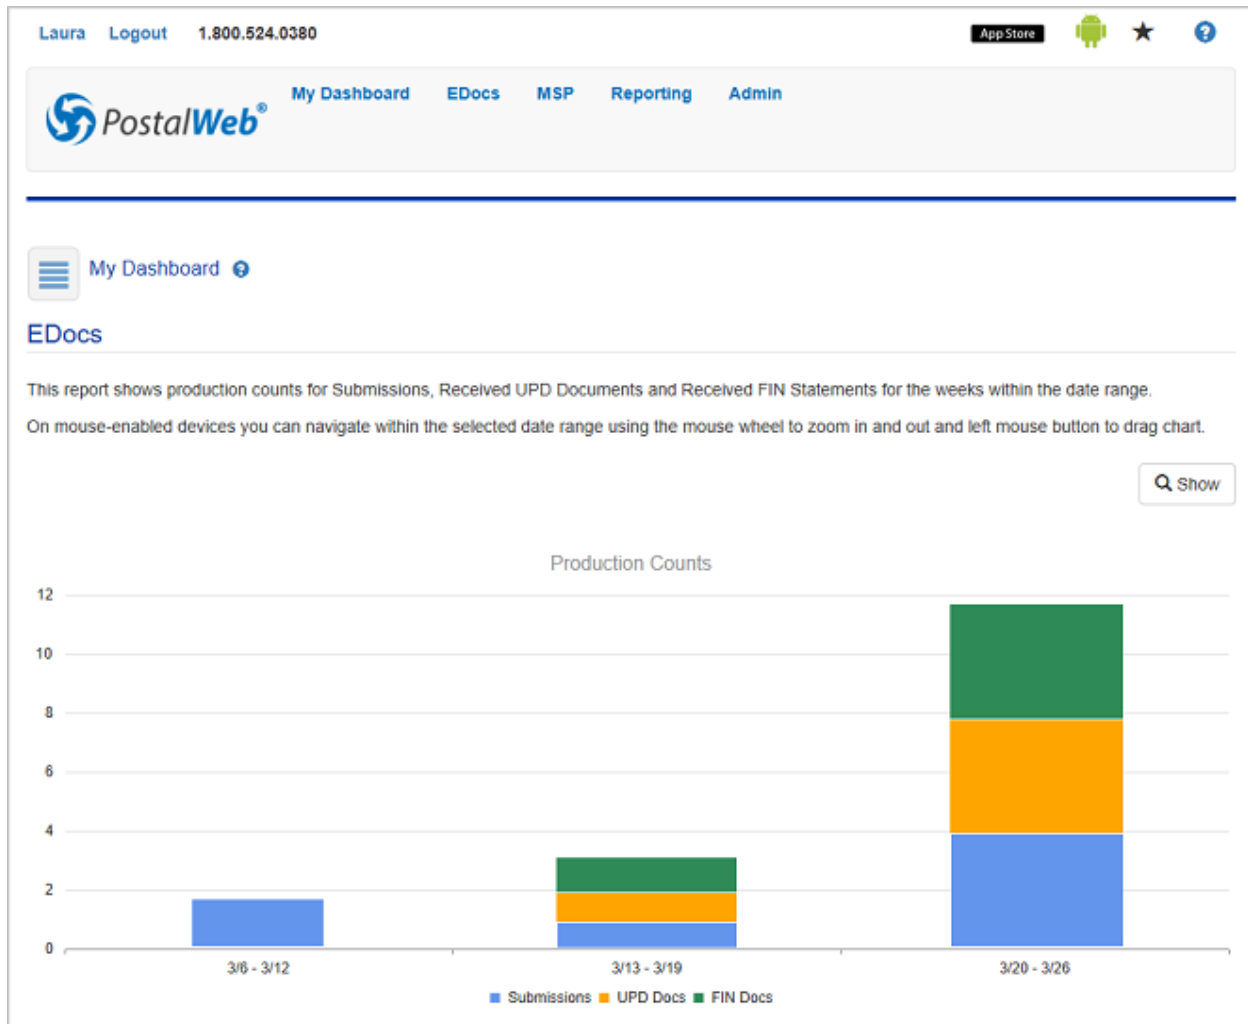 Laura Logout 1.800.524.0380 App Store
PostalWeb® My Dashboard EDocs MSP Reporting Admin
My Dashboard
EDocs
This report shows production counts for Submissions, Received UPD Documents and Received FIN Statements for the weeks within the date range.
On mouse-enabled devices you can navigate within the selected date range using the mouse wheel to zoom in and out and left mouse button to drag chart.
Show
Production Counts
12
10
8
6
4
2
0
3/6 - 3/12 3/13 - 3/19 3/20 - 3/26
Submissions UPD Docs FIN Docs